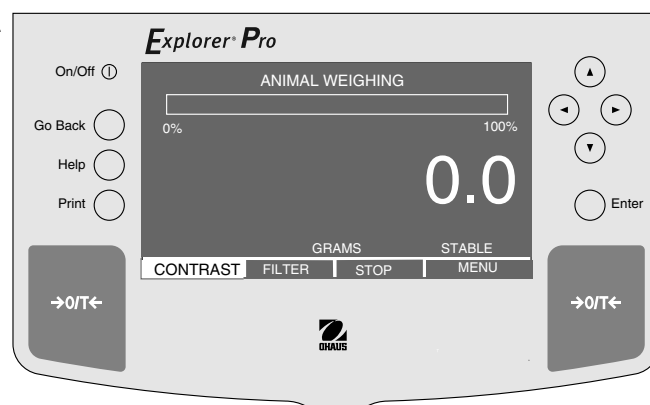 Explorer® Pro
On/Off
ANIMAL WEIGHING
0% 100%
Go Back
Help
0.0
Print
Enter
GRAMS STABLE
CONTRAST FILTER STOP MENU
→0/T← →0/T←
OHAUS